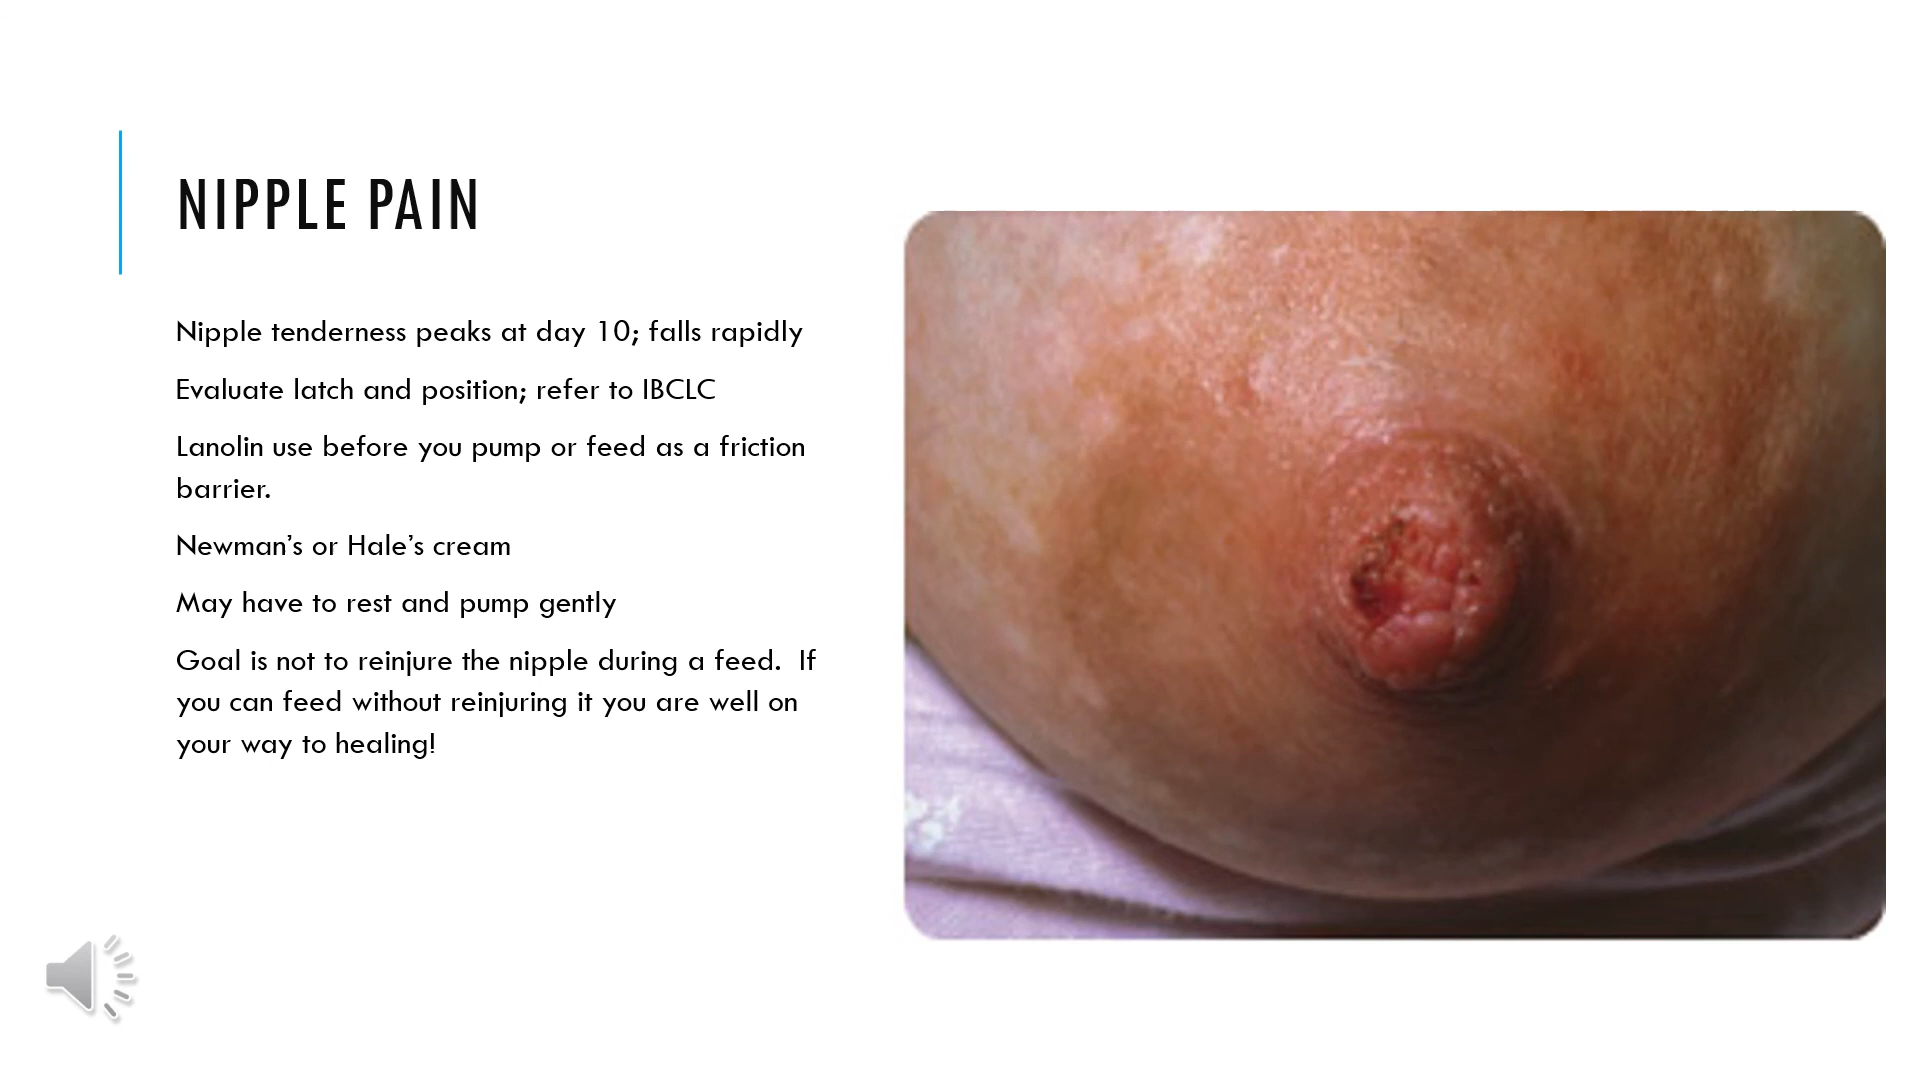 NIPPLE PAIN
Nipple tenderness peaks at day 10; falls rapidly
Evaluate latch and position; refer to IBCLC
Lanolin use before you pump or feed as a friction
barrier.
Newman’s or Hale’s cream
May have to rest and pump gently
Goal is not to reinjure the nipple during a feed.  If
you can feed without reinjuring it you are well on
your way to healing!